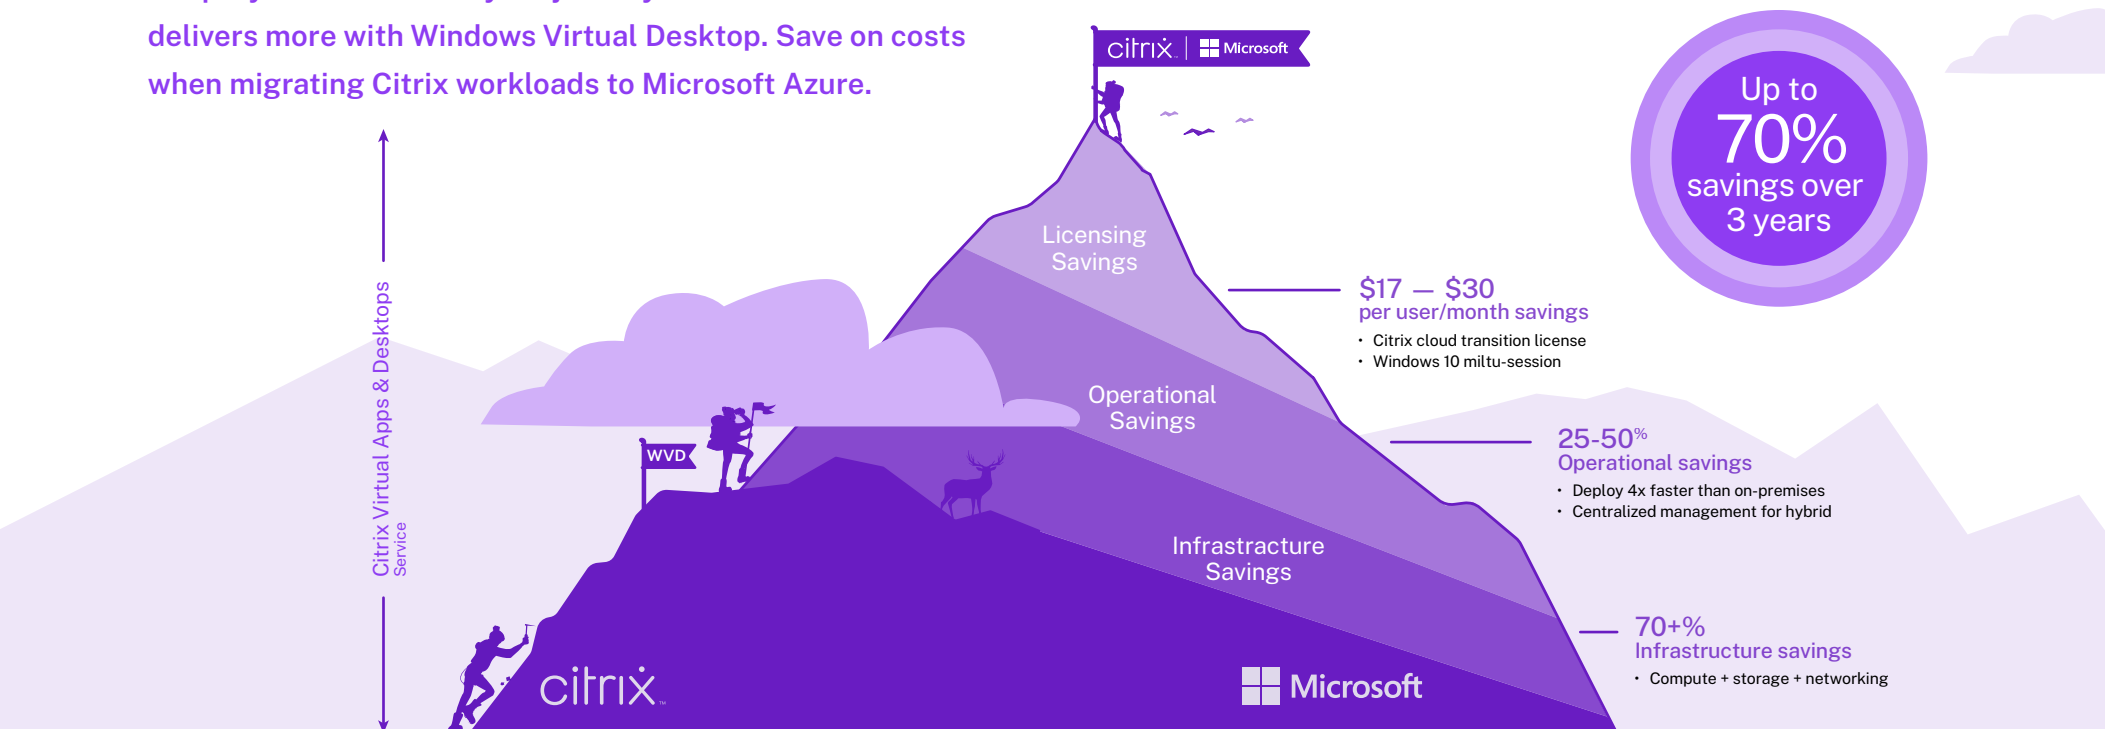 delivers more with Windows Virtual Desktop. Save on costs
when migrating Citrix workloads to Microsoft Azure.
citrix
Microsoft
Up to
70%
savings over
3 years
Licensing
Savings
$17 — $30
per user/month savings
• Citrix cloud transition license
• Windows 10 miltu-session
Citrix Virtual Apps & Desktops
Service
Operational
Savings
25-50%
Operational savings
• Deploy 4x faster than on-premises
• Centralized management for hybrid
WVD
Infrastracture
Savings
70+%
Infrastructure savings
• Compute + storage + networking
citrix™
Microsoft